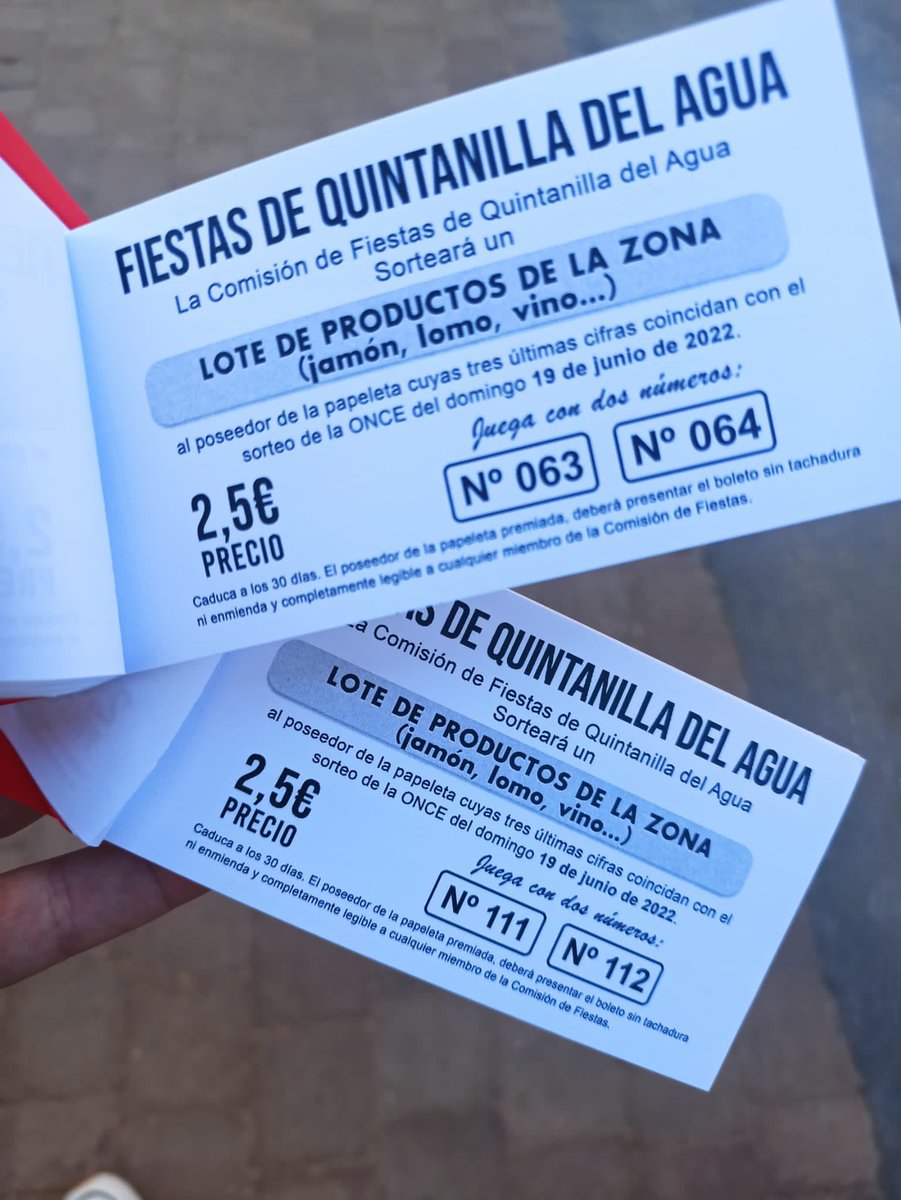 FIESTAS DE QUINTANILLA DEL AGUA
La Comisión de Fiestas de Quintanilla del Agua
Sorteará un
LOTE DE PRODUCTOS DE LA ZONA
(jamón, lomo, vino...)
al poseedor de la papeleta cuyas tres últimas cifras coincidan con el
sorteo de la ONCE del domingo 19 de junio de 2022.
Juega con dos números:
Nº 063 Nº 064
2,5€
PRECIO
Caduca a los 30 días. El poseedor de la papeleta premiada, deberá presentar el boleto sin tachadura
ni enmienda y completamente legible a cualquier miembro de la Comisión de Fiestas.
DE QUINTANILLA DEL AGUA
La Comisión de Fiestas de Quintanilla del Agua
Sorteará un
LOTE DE PRODUCTOS DE LA ZONA
(jamón, lomo, vino...)
al poseedor de la papeleta cuyas tres últimas cifras coincidan con el
sorteo de la ONCE del domingo 19 de junio de 2022.
Juega con dos números:
Nº 111 Nº 112
2,5€
PRECIO
Caduca a los 30 días. El poseedor de la papeleta premiada, deberá presentar el boleto sin tachadura
ni enmienda y completamente legible a cualquier miembro de la Comisión de Fiestas.